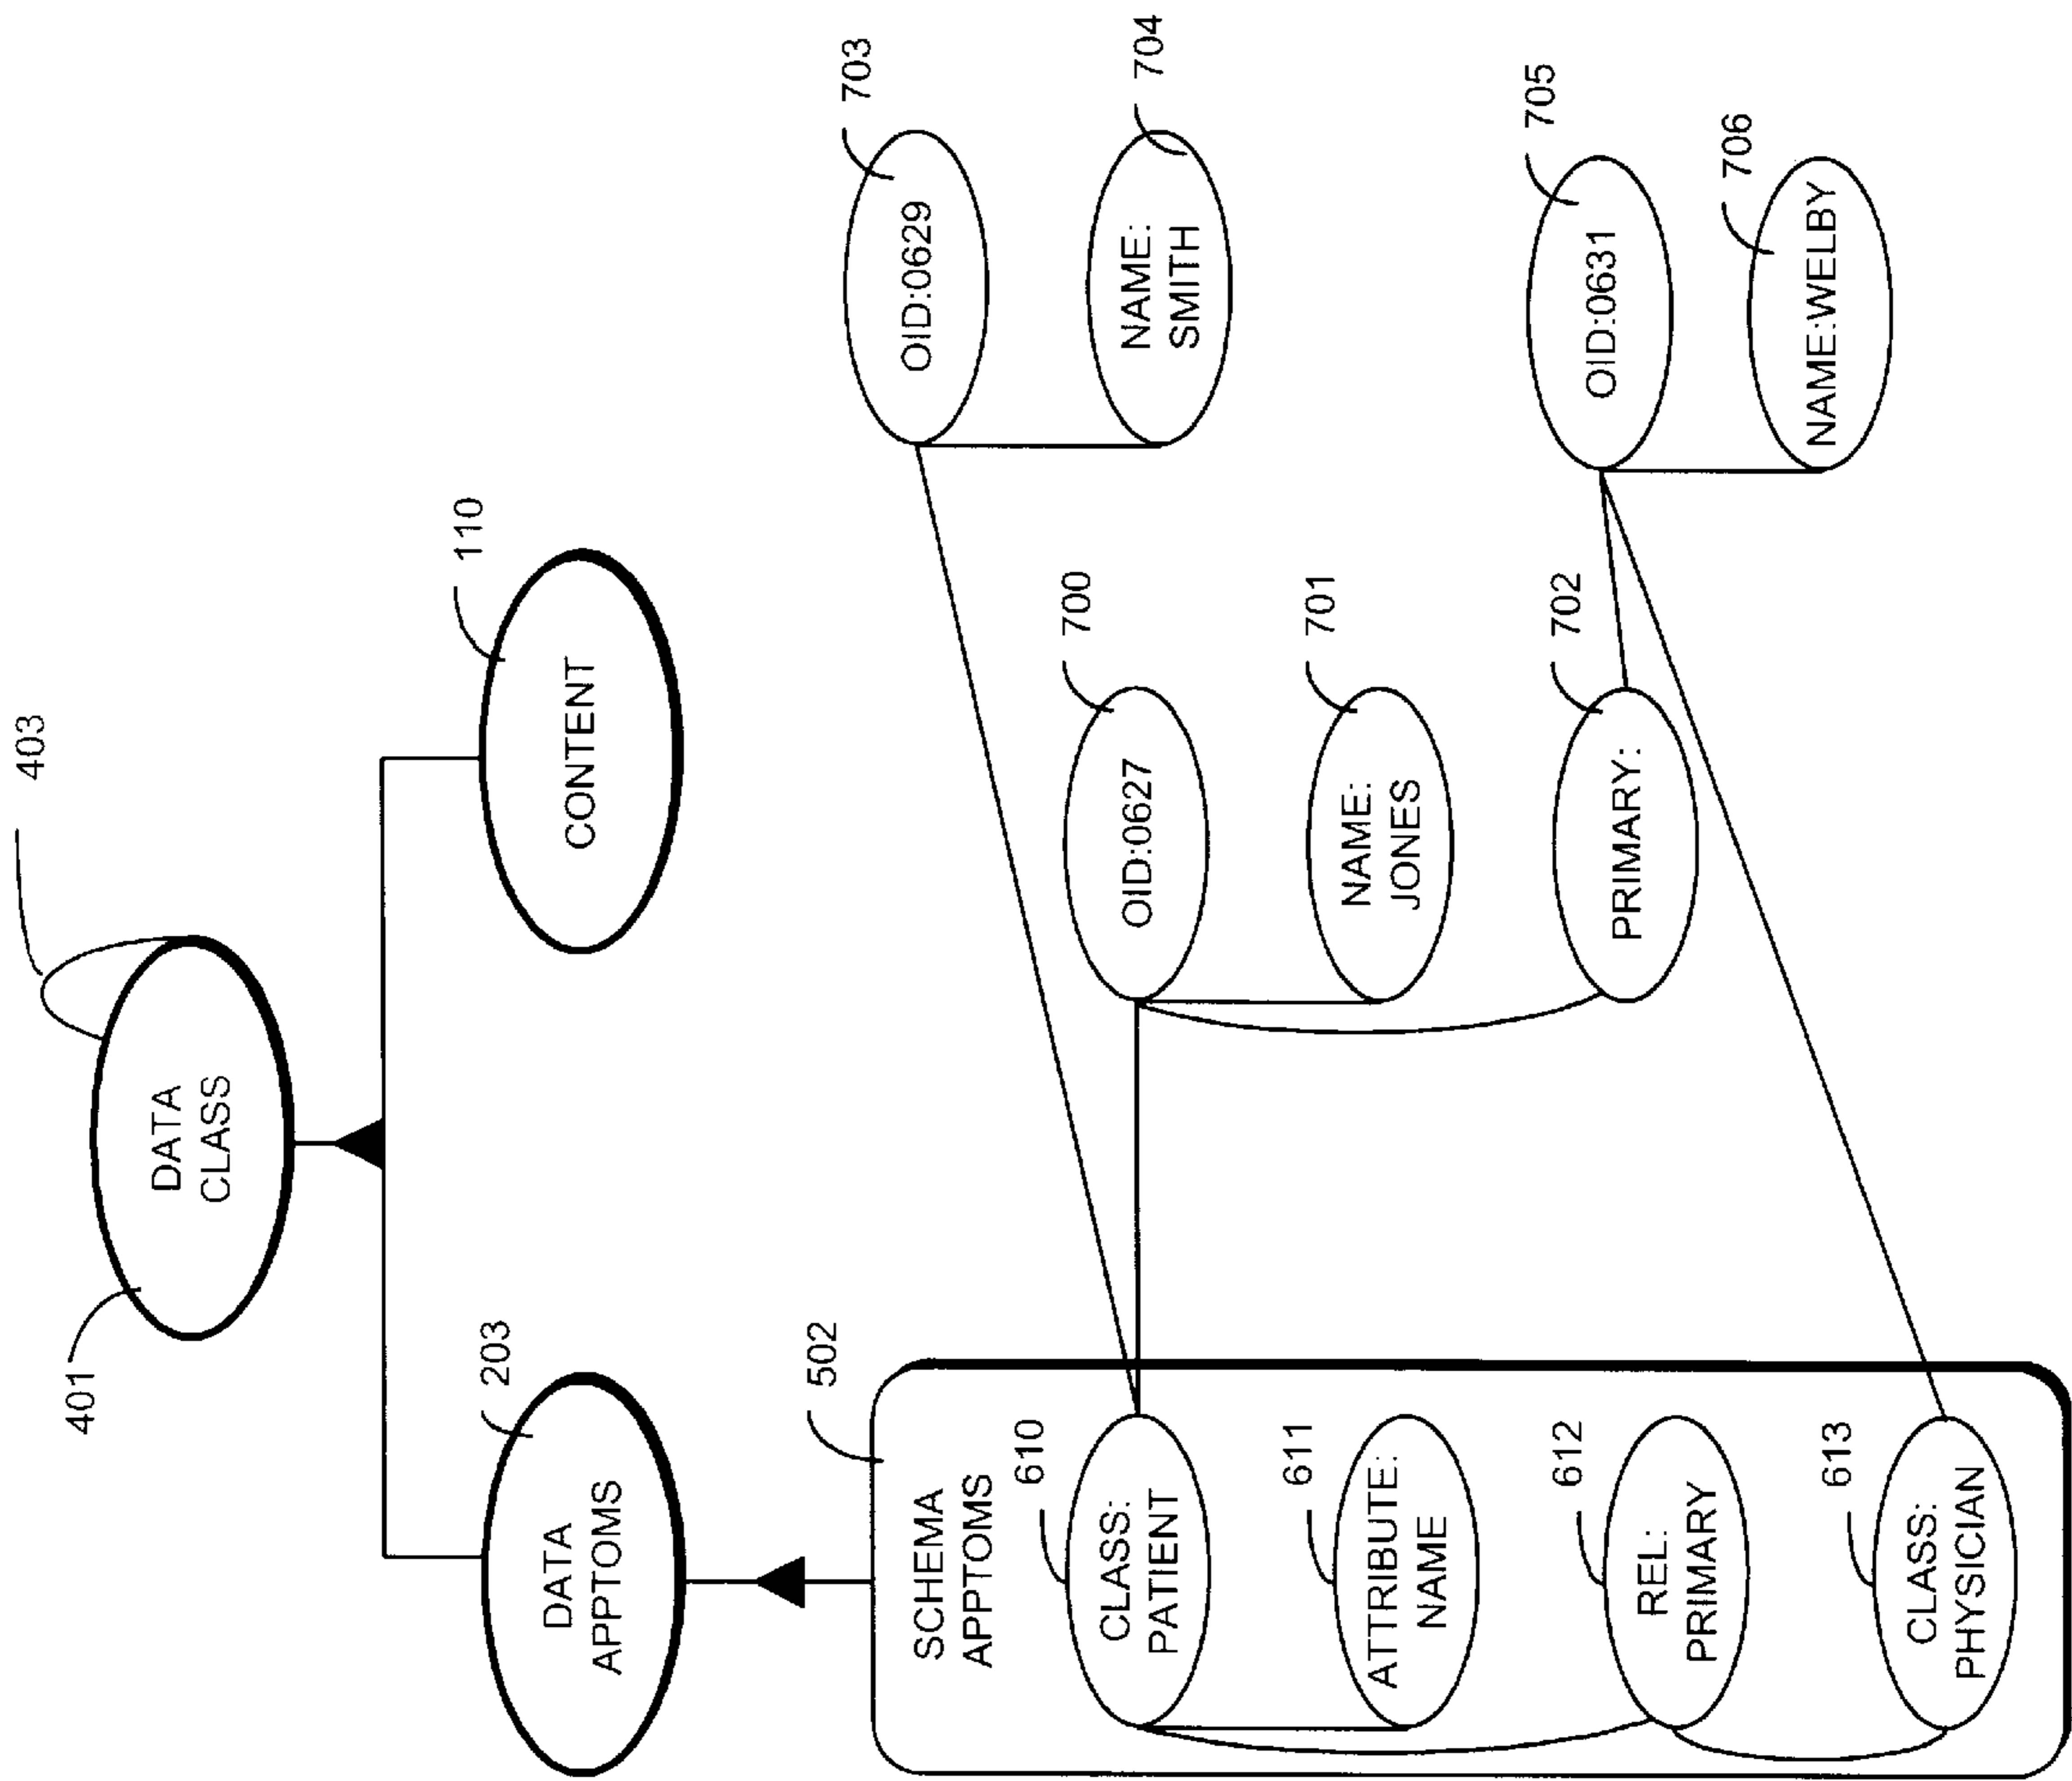 403
401
DATA
CLASS
203
DATA
APPTOMS
110
CONTENT
502
SCHEMA
APPTOMS
610
CLASS:
PATIENT
611
ATTRIBUTE:
NAME
612
REL:
PRIMARY
613
CLASS:
PHYSICIAN
700
OID:0627
701
NAME:
JONES
702
PRIMARY:
703
OID:0629
704
NAME:
SMITH
705
OID:0631
706
NAME:WELBY